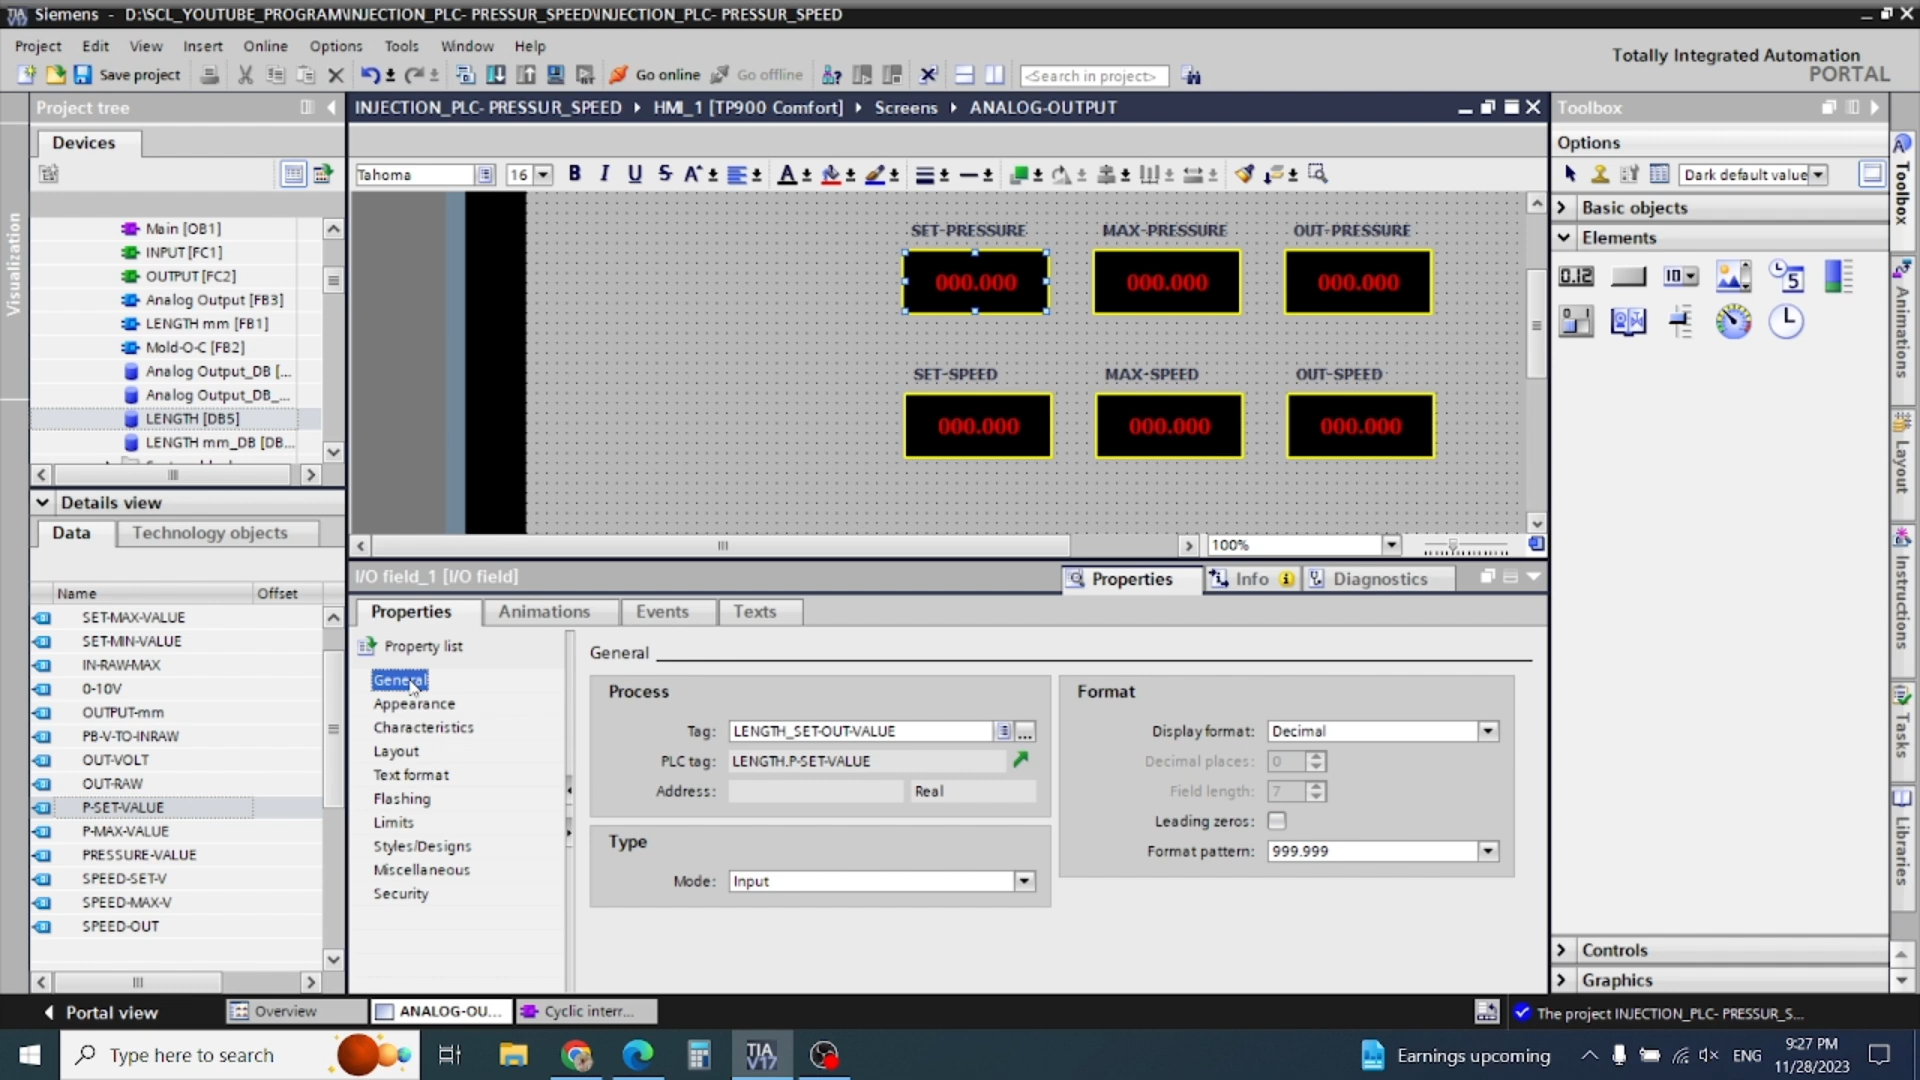 Siemens - D:\SCL_YOUTUBE_PROGRAM\INJECTION_PLC- PRESSUR_SPEED\INJECTION_PLC- PRESSUR_SPEED
Project Edit View Insert Online Options Tools Window Help
Totally Integrated Automation
PORTAL
Save project
Go online
Go offline
<Search in project>
Project tree
INJECTION_PLC- PRESSUR_SPEED
HMI_1 [TP900 Comfort]
Screens
ANALOG-OUTPUT
Toolbox
Devices
Options
Tahoma
16
B I U S A A
Dark default value
Visualization
Main [OB1]
INPUT [FC1]
OUTPUT [FC2]
Analog Output [FB3]
LENGTH mm [FB1]
Mold-O-C [FB2]
Analog Output_DB [...
Analog Output_DB_...
LENGTH [DB5]
LENGTH mm_DB [DB...
SET-PRESSURE MAX-PRESSURE OUT-PRESSURE
000.000 000.000 000.000
SET-SPEED MAX-SPEED OUT-SPEED
000.000 000.000 000.000
100%
Basic objects
Elements
0.12
10
5
0 1
Controls
Graphics
Toolbox
Animations
Layout
Instructions
Tasks
Libraries
Details view
Data
Technology objects
Name Offset
SET-MAX-VALUE
SET-MIN-VALUE
IN-RAW-MAX
0-10V
OUTPUT-mm
PB-V-TO-INRAW
OUT-VOLT
OUT-RAW
P-SET-VALUE
P-MAX-VALUE
PRESSURE-VALUE
SPEED-SET-V
SPEED-MAX-V
SPEED-OUT
I/O field_1 [I/O field]
Properties
Info
Diagnostics
Properties Animations Events Texts
Property list
General
Appearance
Characteristics
Layout
Text format
Flashing
Limits
Styles/Designs
Miscellaneous
Security
General
Process
Tag: LENGTH_SET-OUT-VALUE
...
PLC tag: LENGTH.P-SET-VALUE
Address: Real
Type
Mode: Input
Format
Display format: Decimal
Decimal places: 0
Field length: 7
Leading zeros:
Format pattern: 999.999
Portal view
Overview
ANALOG-OU...
Cyclic interr...
The project INJECTION_PLC- PRESSUR_S...
Type here to search
TIA
V17
Earnings upcoming
ENG
9:27 PM
11/28/2023